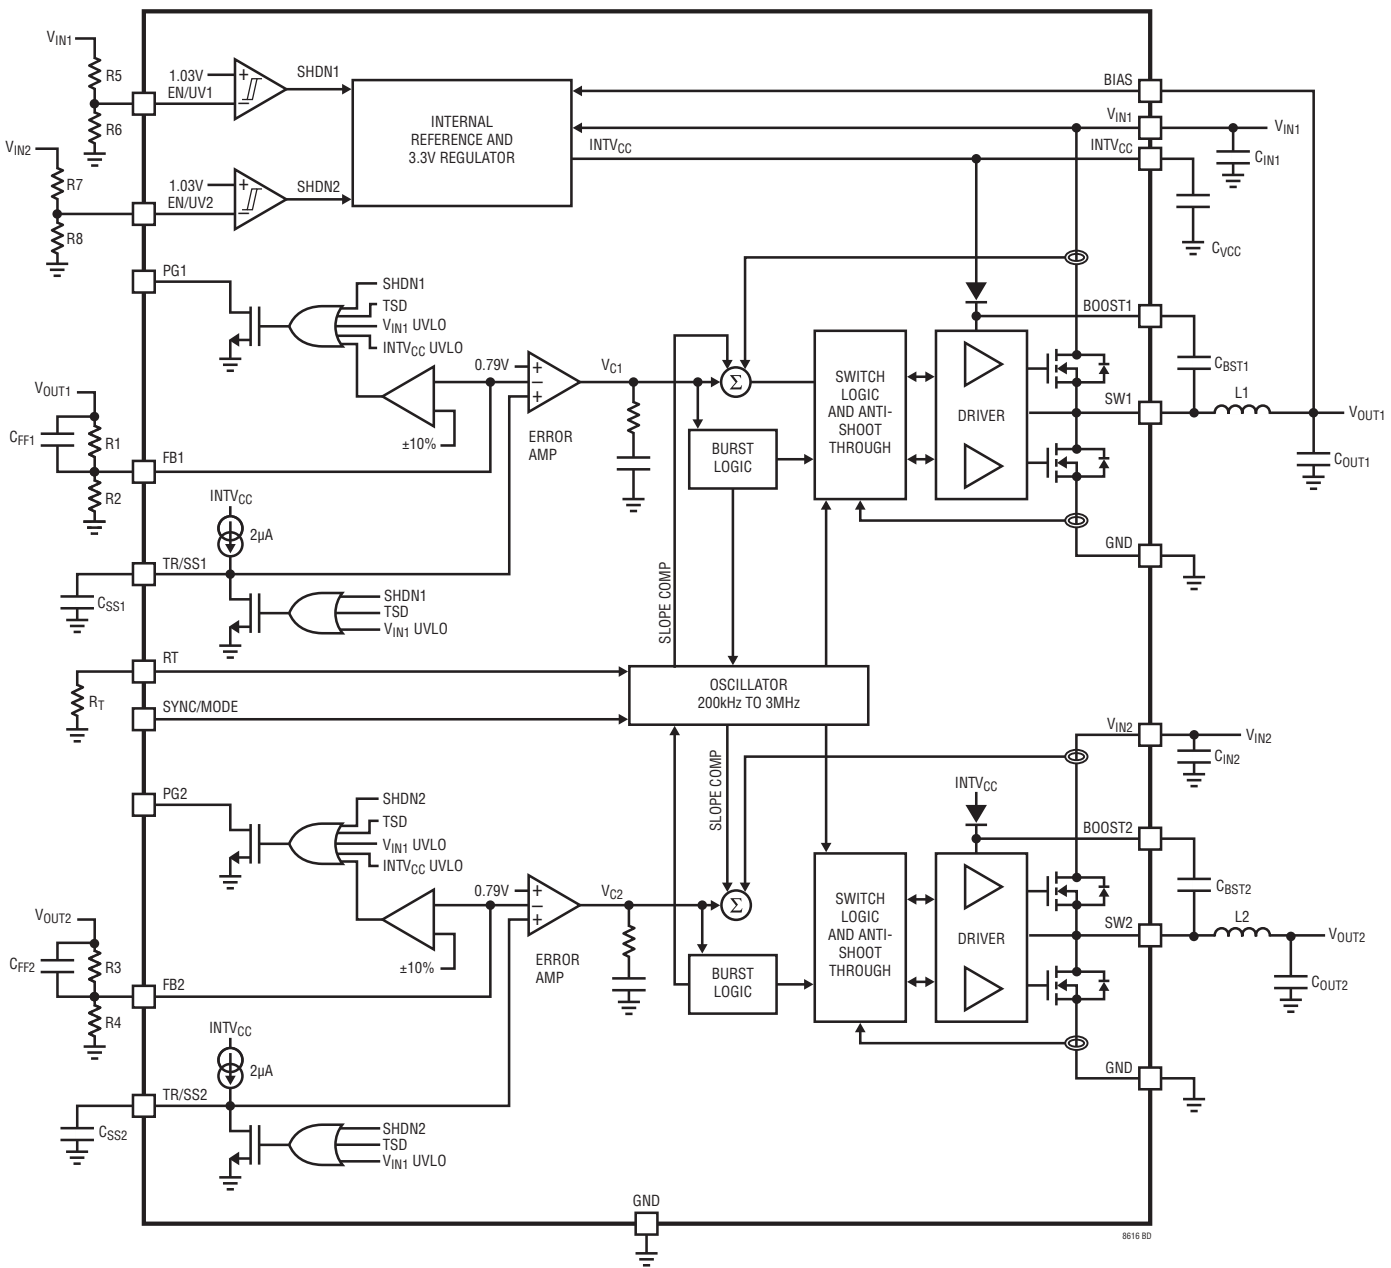 VIN1
R5
R6
1.03V
EN/UV1
SHDN1
INTERNAL
REFERENCE AND
3.3V REGULATOR
BIAS
VIN1
VIN1
CIN1
INTVCC
INTVCC
CVCC
VIN2
R7
R8
1.03V
EN/UV2
SHDN2
PG1
SHDN1
TSD
VIN1 UVLO
INTVCC UVLO
±10%
0.79V
ERROR
AMP
VC1
Σ
BURST
LOGIC
SWITCH
LOGIC
AND ANTI-
SHOOT
THROUGH
DRIVER
BOOST1
CBST1
SW1
L1
VOUT1
COUT1
GND
VOUT1
CFF1
R1
R2
FB1
INTVCC
2µA
TR/SS1
CSS1
SHDN1
TSD
VIN1 UVLO
SLOPE COMP
RT
RT
SYNC/MODE
OSCILLATOR
200kHz TO 3MHz
SLOPE COMP
VIN2
VIN2
CIN2
PG2
SHDN2
TSD
VIN1 UVLO
INTVCC UVLO
±10%
0.79V
ERROR
AMP
VC2
Σ
BURST
LOGIC
SWITCH
LOGIC
AND ANTI-
SHOOT
THROUGH
INTVCC
DRIVER
BOOST2
CBST2
SW2
L2
VOUT2
COUT2
GND
VOUT2
CFF2
R3
R4
FB2
INTVCC
2µA
TR/SS2
CSS2
SHDN2
TSD
VIN1 UVLO
GND
8616 BD